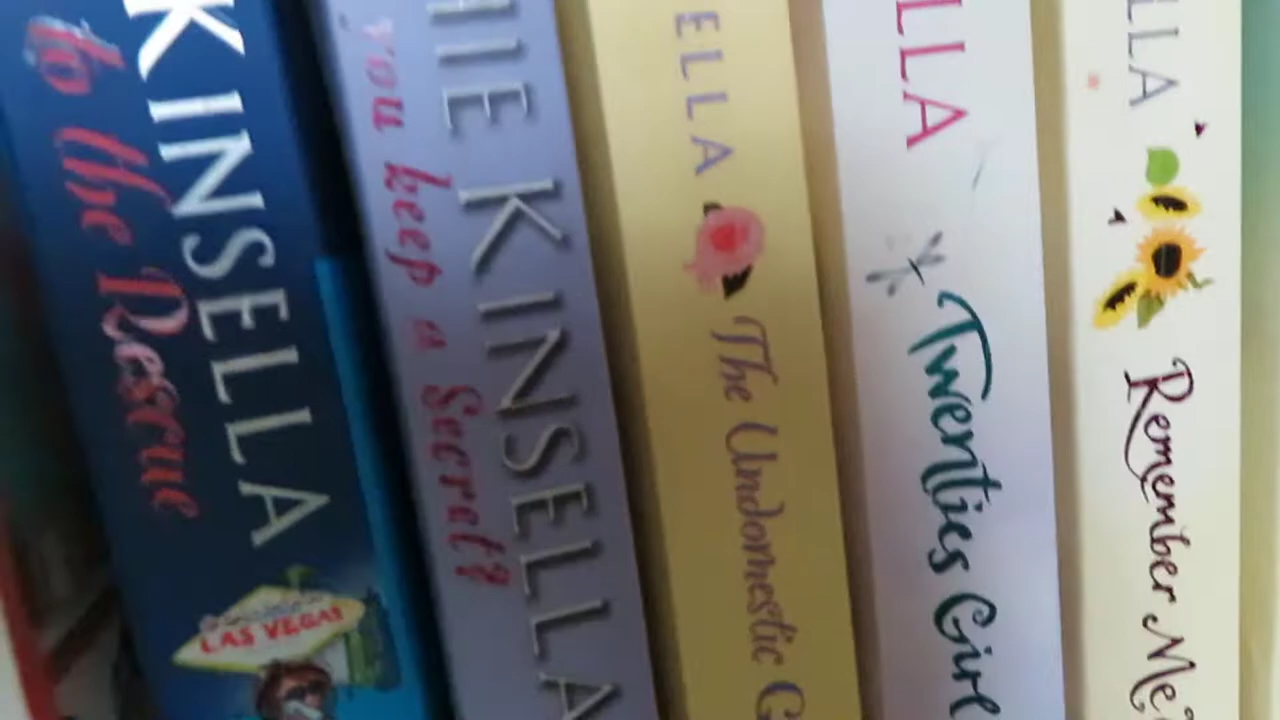 KINSELLA
to the Rescue
LAS VEGAS
HIE KINSELLA
you keep a Secret?
ELLA
The Undomestic G
LLA
Twenties Girl
LLA
Remember Me?